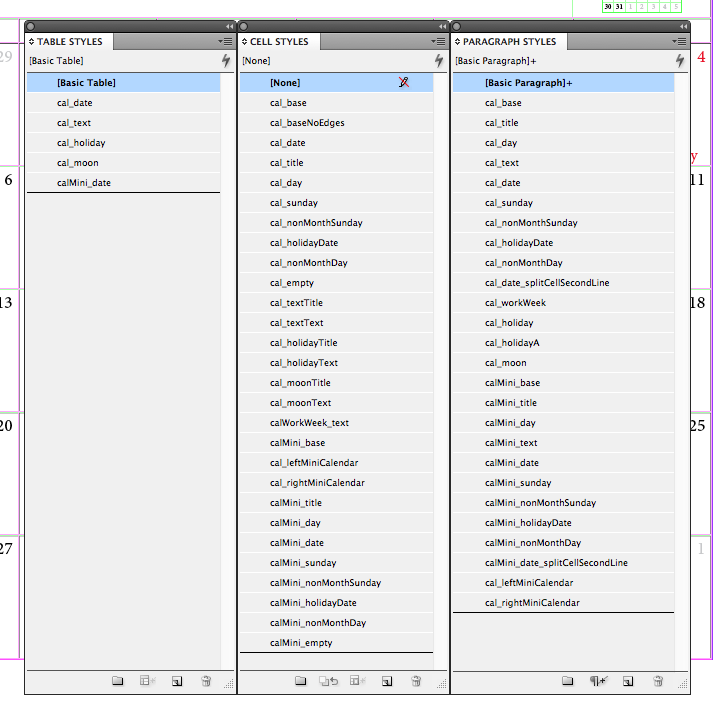 30 31 1 2 3 4 5
29
4
y
6
11
13
18
20
25
27
1
TABLE STYLES
[Basic Table]
[Basic Table]
cal_date
cal_text
cal_holiday
cal_moon
calMini_date
CELL STYLES
[None]
[None]
cal_base
cal_baseNoEdges
cal_date
cal_title
cal_day
cal_sunday
cal_nonMonthSunday
cal_holidayDate
cal_nonMonthDay
cal_empty
cal_textTitle
cal_textText
cal_holidayTitle
cal_holidayText
cal_moonTitle
cal_moonText
calWorkWeek_text
calMini_base
cal_leftMiniCalendar
cal_rightMiniCalendar
calMini_title
calMini_day
calMini_date
calMini_sunday
calMini_nonMonthSunday
calMini_holidayDate
calMini_nonMonthDay
calMini_empty
PARAGRAPH STYLES
[Basic Paragraph]+
[Basic Paragraph]+
cal_base
cal_title
cal_day
cal_text
cal_date
cal_sunday
cal_nonMonthSunday
cal_holidayDate
cal_nonMonthDay
cal_date_splitCellSecondLine
cal_workWeek
cal_holiday
cal_holidayA
cal_moon
calMini_base
calMini_title
calMini_day
calMini_text
calMini_date
calMini_sunday
calMini_nonMonthSunday
calMini_holidayDate
calMini_nonMonthDay
calMini_date_splitCellSecondLine
cal_leftMiniCalendar
cal_rightMiniCalendar